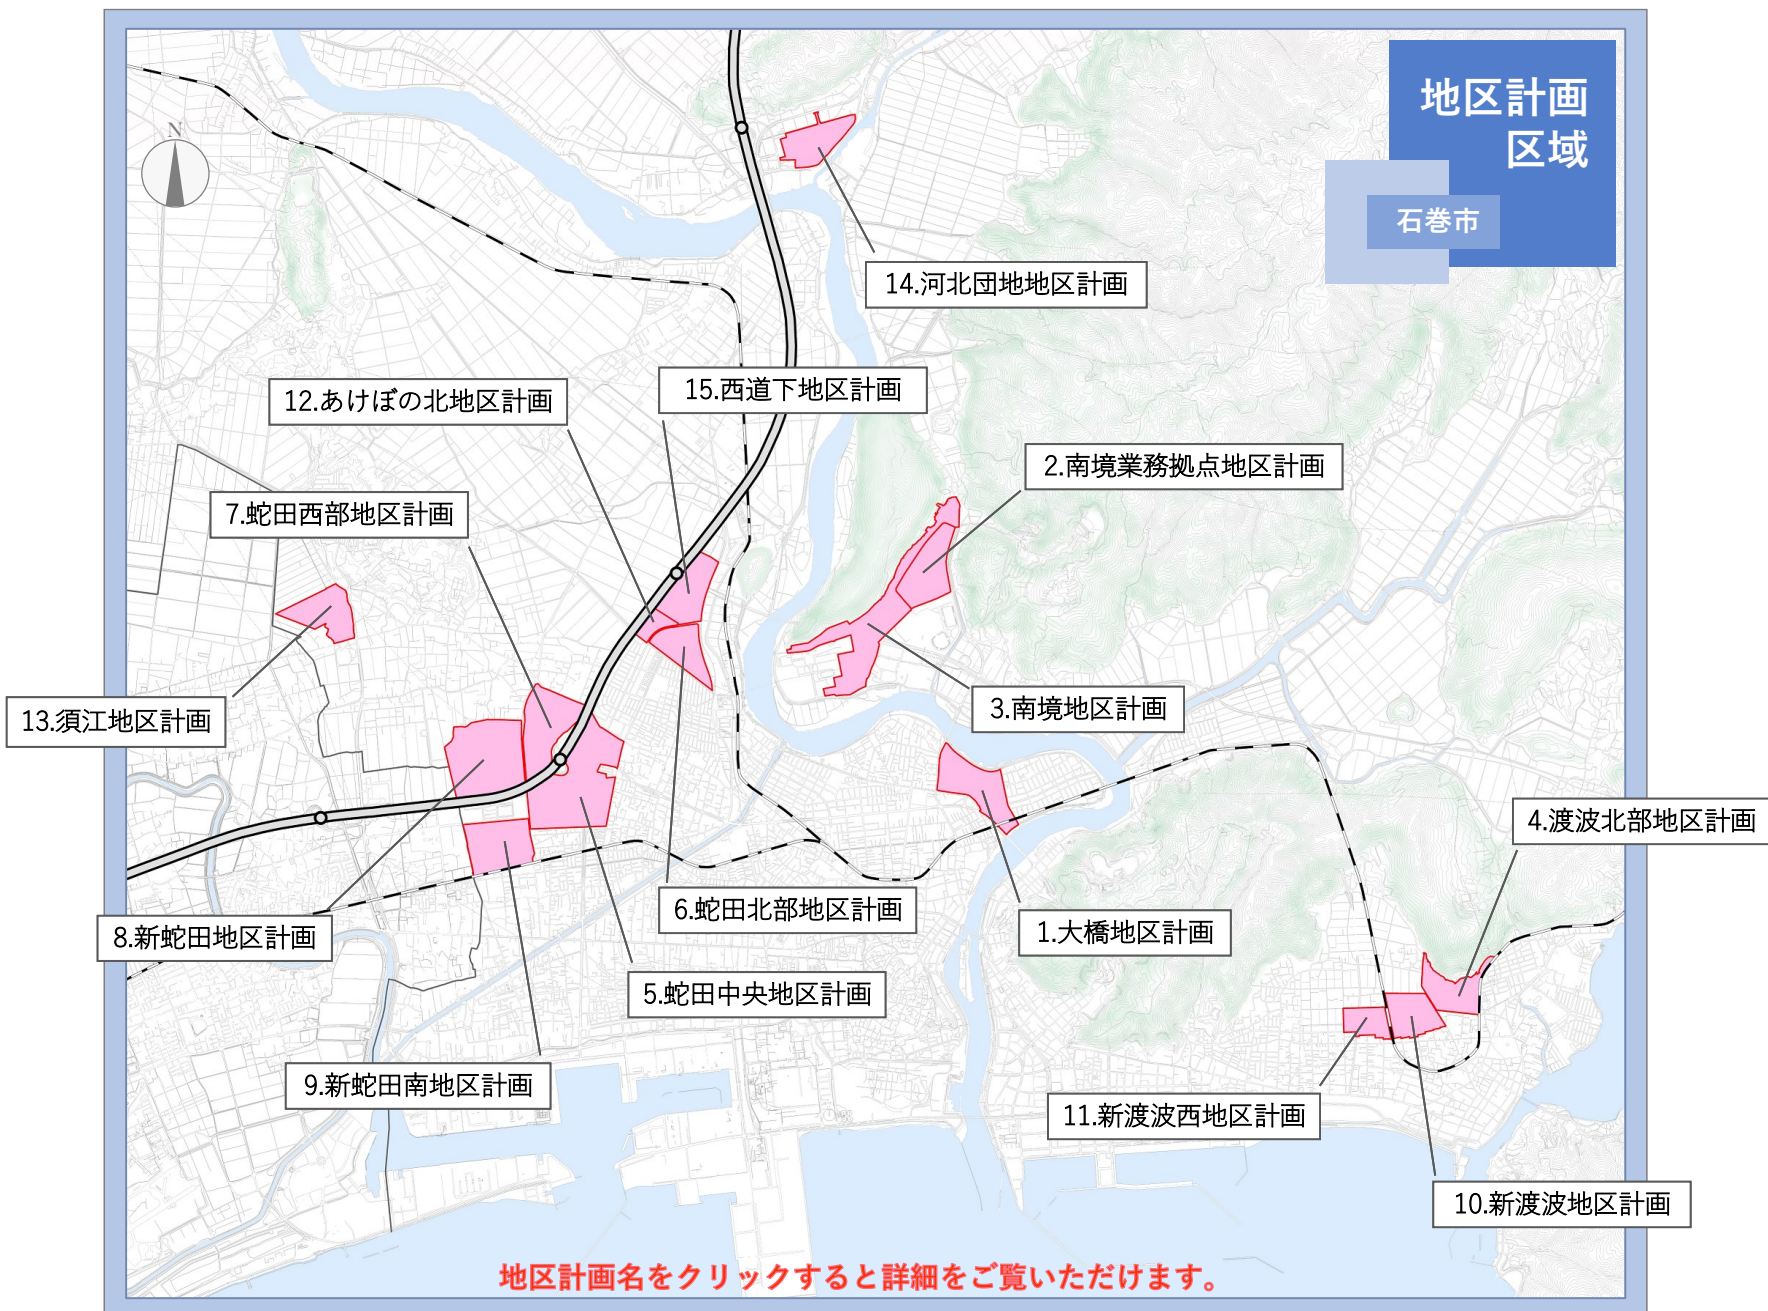 地区計画
区域
石巻市
N
14.河北団地地区計画
15.西道下地区計画
12.あけぼの北地区計画
2.南境業務拠点地区計画
7.蛇田西部地区計画
3.南境地区計画
13.須江地区計画
4.渡波北部地区計画
6.蛇田北部地区計画
1.大橋地区計画
8.新蛇田地区計画
5.蛇田中央地区計画
9.新蛇田南地区計画
11.新渡波西地区計画
10.新渡波地区計画
地区計画名をクリックすると詳細をご覧いただけます。